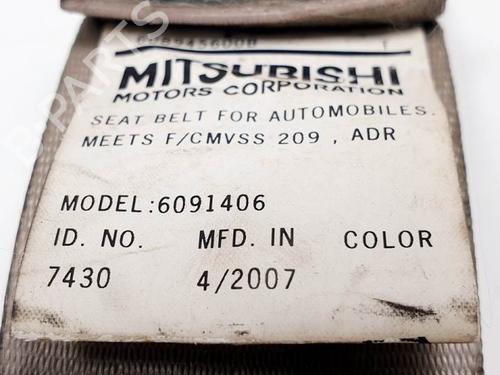 MITSUBISHI
MOTORS CORPORATION
SEAT BELT FOR AUTOMOBILES.
MEETS F/CMVSS 209 , ADR
MODEL:6091406
ID. NO. MFD. IN COLOR
7430 4/2007